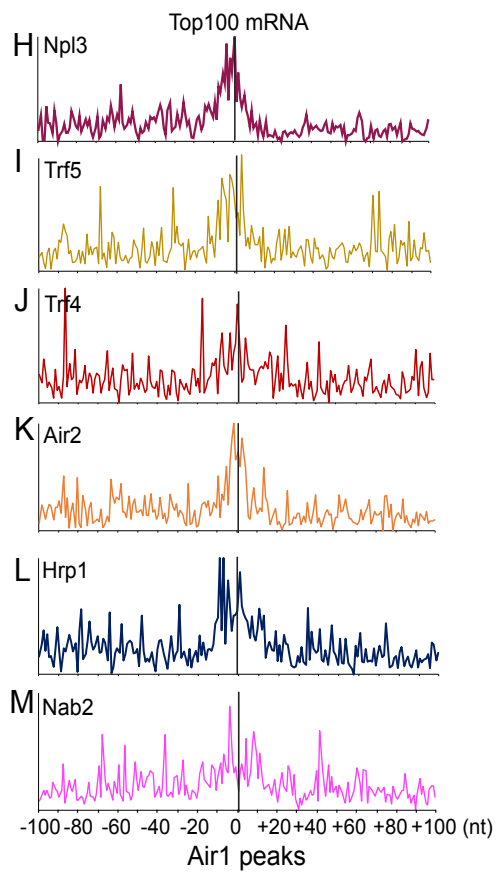 Top100 mRNA
H Npl3
I Trf5
J Trf4
K Air2
L Hrp1
M Nab2
-100 -80 -60 -40 -20 0 +20 +40 +60 +80 +100 (nt)
Air1 peaks